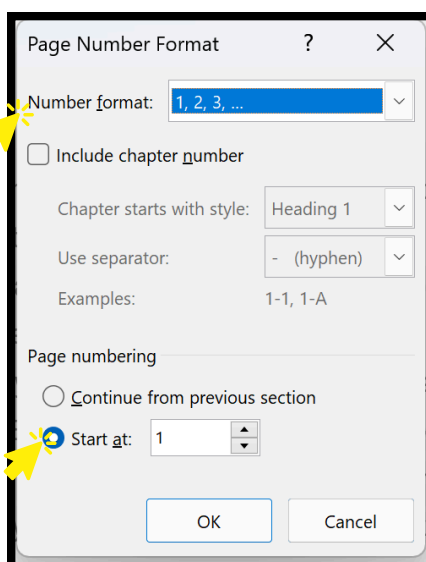 Page Number Format ?
Number format: 1, 2, 3, ...
Include chapter number
Chapter starts with style: Heading 1
Use separator: - (hyphen)
Examples: 1-1, 1-A
Page numbering
Continue from previous section
Start at: 1
OK Cancel